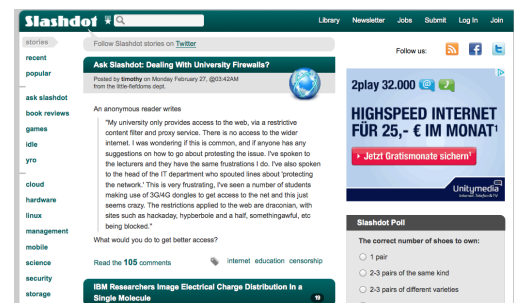 Slashdot
Library Newsletter Jobs Submit Log In Join
stories
recent
popular
ask slashdot
book reviews
games
idle
yro
cloud
hardware
linux
management
mobile
science
security
storage
Follow Slashdot stories on Twitter
Ask Slashdot: Dealing With University Firewalls?
Posted by timothy on Monday February 27, @03:42AM
from the little-fiefdoms dept.
An anonymous reader writes
"My university only provides access to the web, via a restrictive
content filter and proxy service. There is no access to the wider
internet. I was wondering if this is common, and if anyone has any
suggestions on how to go about protesting the issue. I've spoken to
the lecturers and they have the same frustrations I do. I've also spoken
to the head of the IT department who spouted lines about 'protecting
the network.' This is very frustrating, I've seen a number of students
making use of 3G/4G dongles to get access to the net and this just
seems crazy. The restrictions applied to the web are draconian, with
sites such as hackaday, hypberbole and a half, somethingawful, etc
being blocked."
What would you do to get better access?
Read the 105 comments
internet education censorship
IBM Researchers Image Electrical Charge Distribution in a
Single Molecule
19
Follow us:
2play 32.000
HIGHSPEED INTERNET
FÜR 25,- € IM MONAT¹
Jetzt Gratismonate sichern¹
Unitymedia
Internet, Telefon & TV
Slashdot Poll
The correct number of shoes to own:
1 pair
2-3 pairs of the same kind
2-3 pairs of different varieties